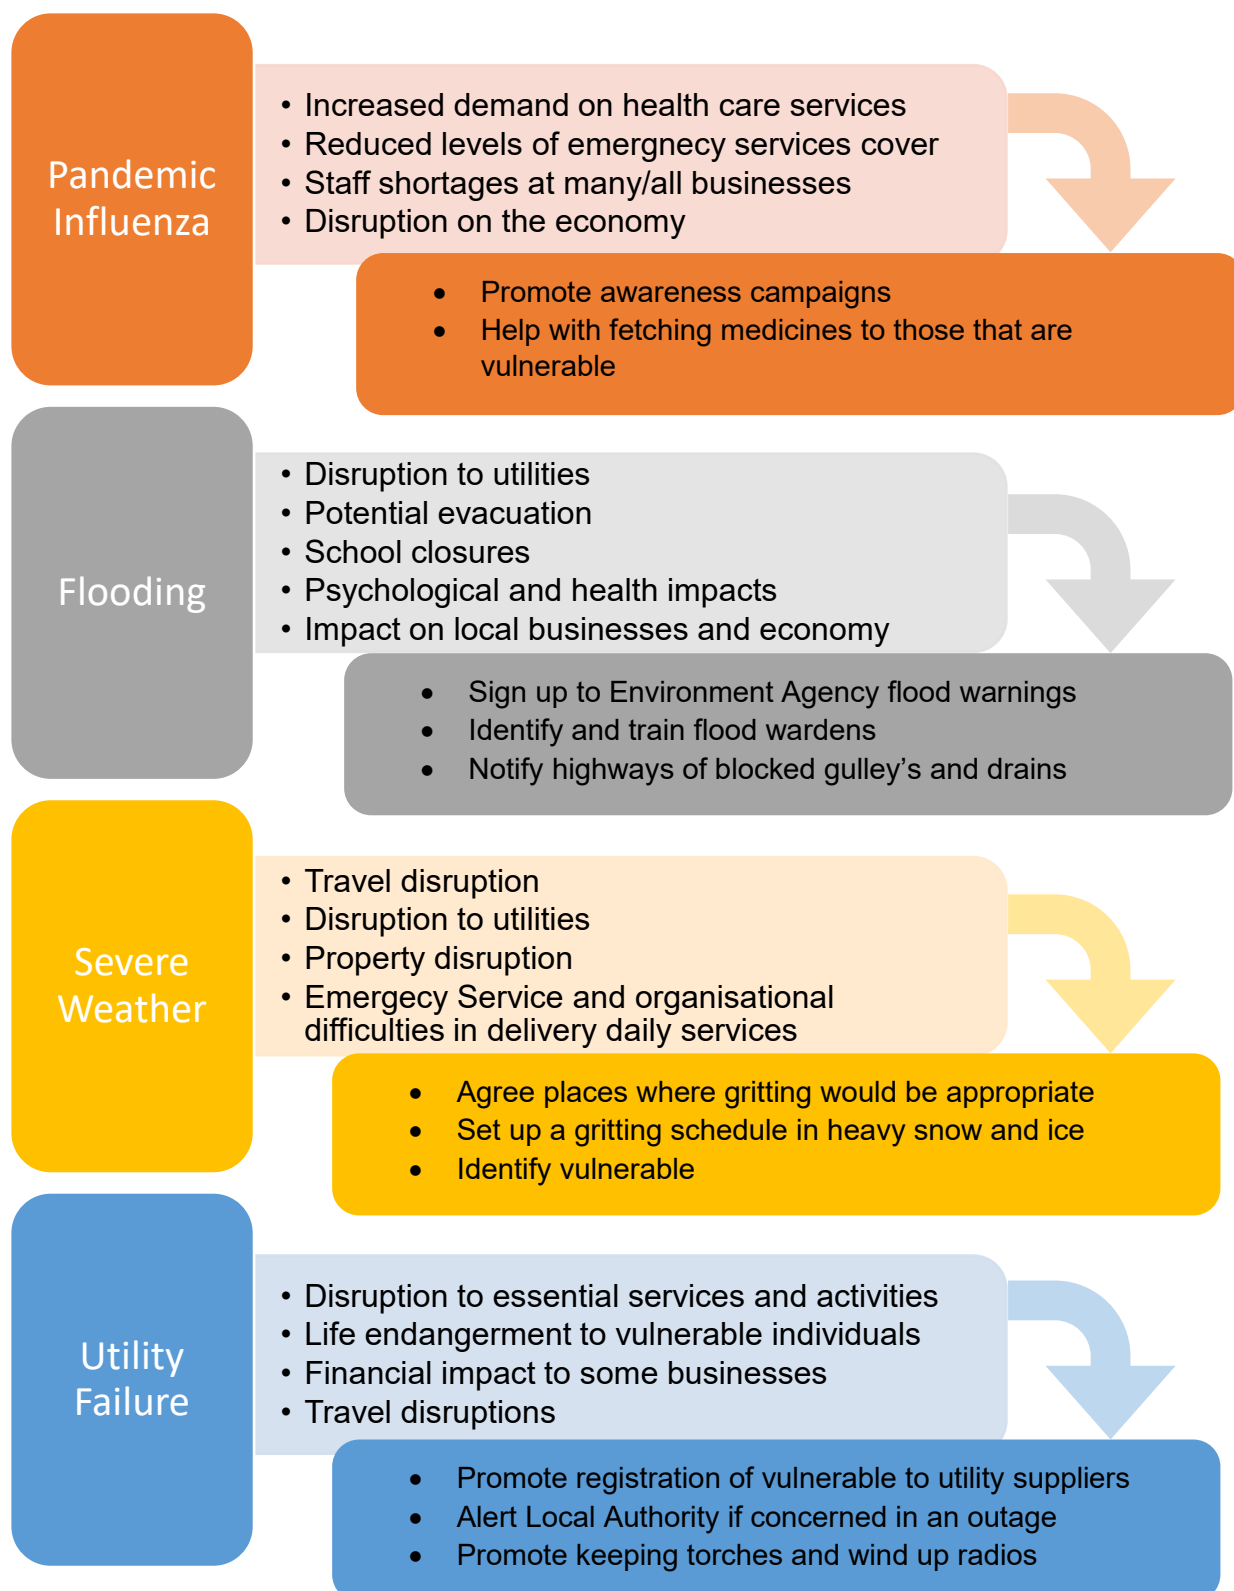 Pandemic
Influenza
• Increased demand on health care services
• Reduced levels of emergnecy services cover
• Staff shortages at many/all businesses
• Disruption on the economy
• Promote awareness campaigns
• Help with fetching medicines to those that are
vulnerable
Flooding
• Disruption to utilities
• Potential evacuation
• School closures
• Psychological and health impacts
• Impact on local businesses and economy
• Sign up to Environment Agency flood warnings
• Identify and train flood wardens
• Notify highways of blocked gulley’s and drains
Severe
Weather
• Travel disruption
• Disruption to utilities
• Property disruption
• Emergecy Service and organisational
difficulties in delivery daily services
• Agree places where gritting would be appropriate
• Set up a gritting schedule in heavy snow and ice
• Identify vulnerable
Utility
Failure
• Disruption to essential services and activities
• Life endangerment to vulnerable individuals
• Financial impact to some businesses
• Travel disruptions
• Promote registration of vulnerable to utility suppliers
• Alert Local Authority if concerned in an outage
• Promote keeping torches and wind up radios